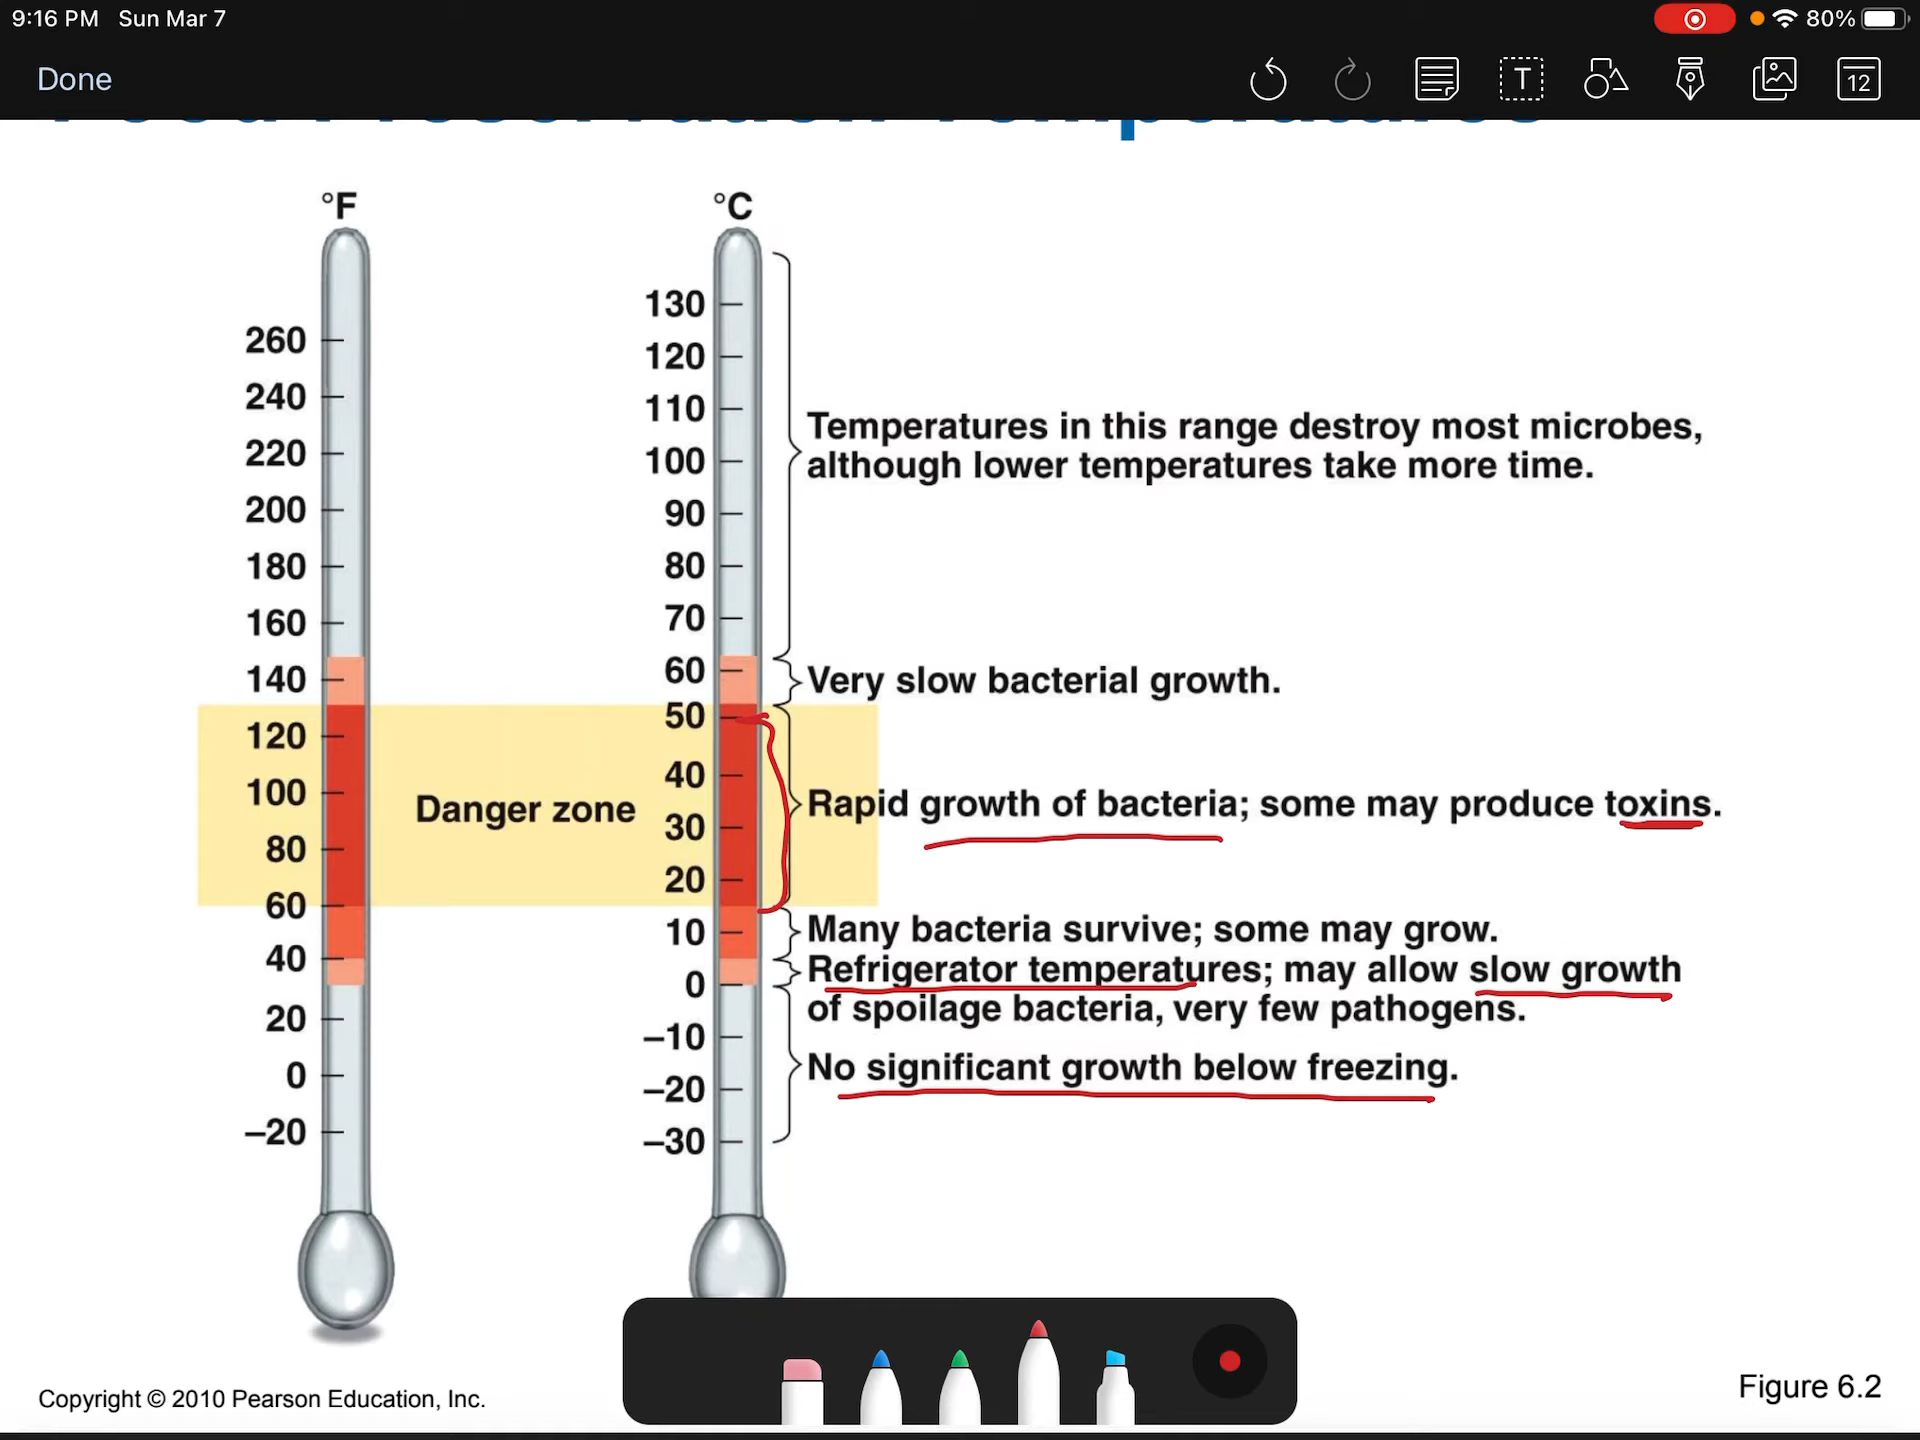 9:16 PM Sun Mar 7
80%
Done
T
12
°F
°C
260
240
220
200
180
160
140
120
100
80
60
40
20
0
–20
Danger zone
130
120
110
100
90
80
70
60
50
40
30
20
10
0
–10
–20
–30
Temperatures in this range destroy most microbes,
although lower temperatures take more time.
Very slow bacterial growth.
Rapid growth of bacteria; some may produce toxins.
Many bacteria survive; some may grow.
Refrigerator temperatures; may allow slow growth
of spoilage bacteria, very few pathogens.
No significant growth below freezing.
Copyright © 2010 Pearson Education, Inc.
Figure 6.2